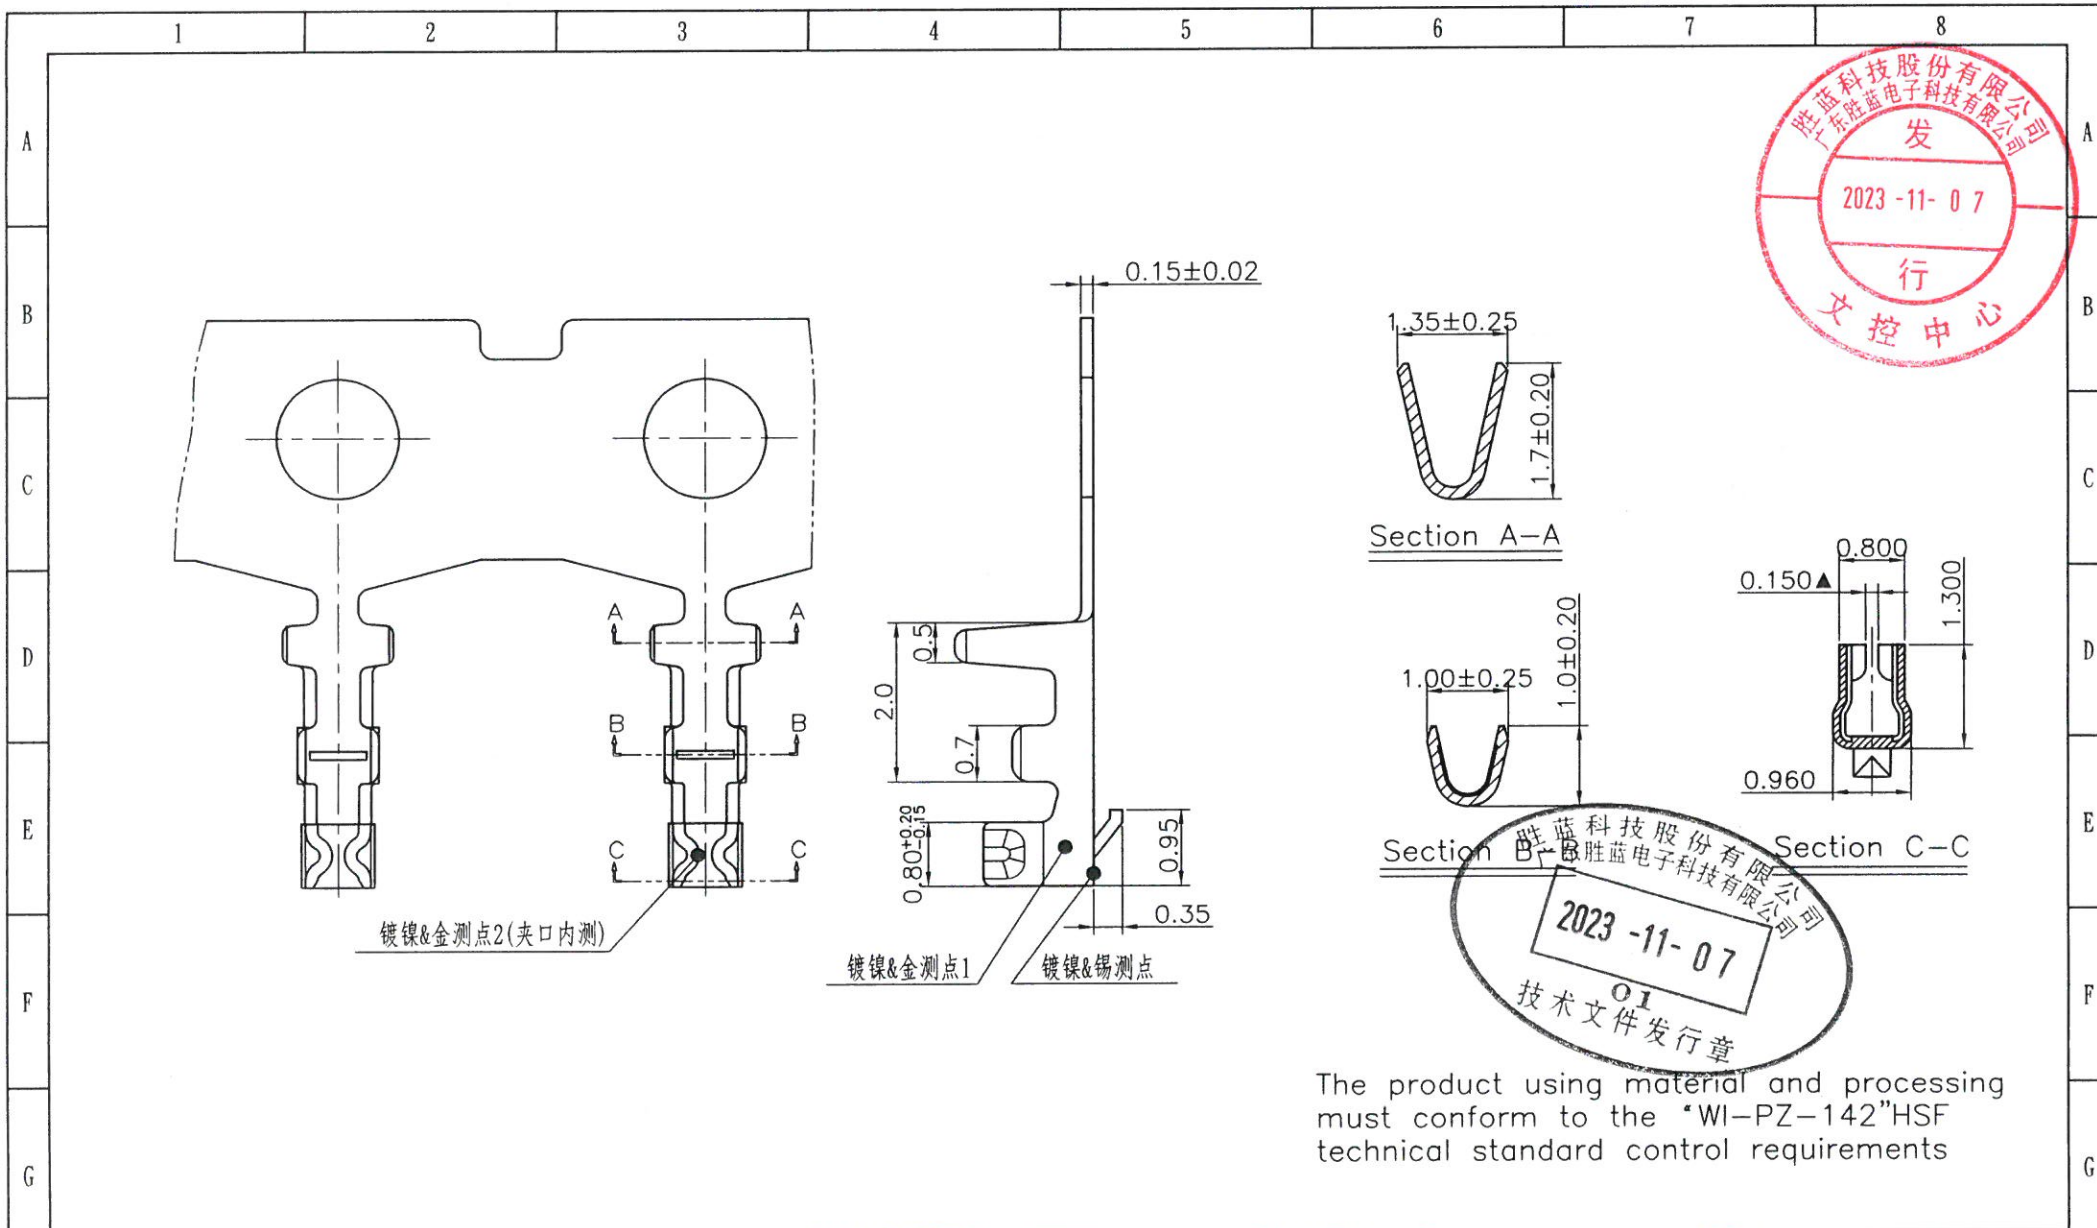 1 2 3 4 5 6 7 8
A A
B B
C C
D D
E E
F F
G G
胜蓝科技股份有限公司
广东胜蓝电子科技有限公司
发
2023 -11- 0 7
行
文控中心
0.15±0.02
1.35±0.25
1.7±0.20
Section A-A
A A
B B
C C
0.5
2.0
0.7
0.80+0.20-0.15
0.95
0.35
1.00±0.25
1.0±0.20
Section B-B
0.800
0.150▲
1.300
0.960
Section C-C
镀镍&金测点2(夹口内测)
镀镍&金测点1
镀镍&锡测点
胜蓝科技股份有限公司
广东胜蓝电子科技有限公司
2023 -11- 07
01
技术文件发行章
The product using material and processing
must conform to the “WI-PZ-142”HSF
technical standard control requirements